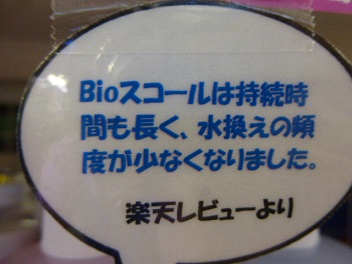 Bioスコールは持続時
間も長く、水換えの頻
度が少なくなりました。
楽天レビューより